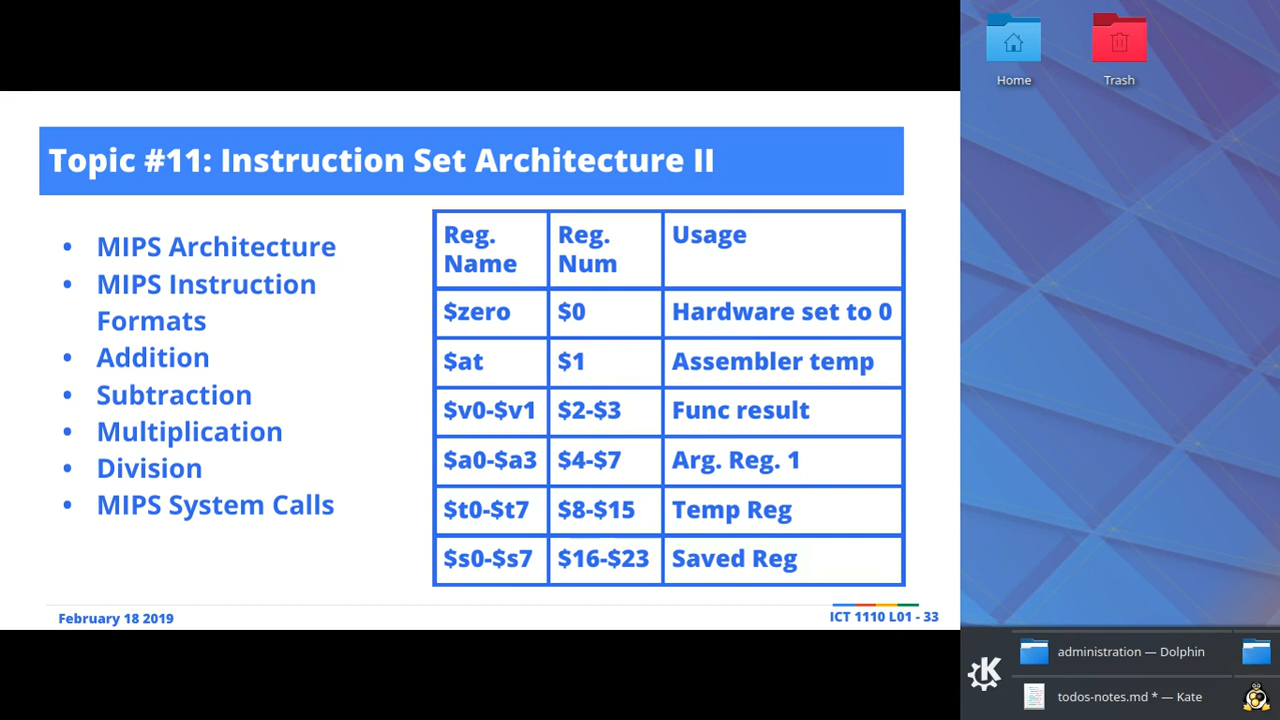 Topic #11: Instruction Set Architecture II
• MIPS Architecture
• MIPS Instruction
Formats
• Addition
• Subtraction
• Multiplication
• Division
• MIPS System Calls
Reg. Name Reg. Num Usage
$zero $0 Hardware set to 0
$at $1 Assembler temp
$v0-$v1 $2-$3 Func result
$a0-$a3 $4-$7 Arg. Reg. 1
$t0-$t7 $8-$15 Temp Reg
$s0-$s7 $16-$23 Saved Reg
February 18 2019
ICT 1110 L01 - 33
Home
Trash
administration — Dolphin
todos-notes.md * — Kate